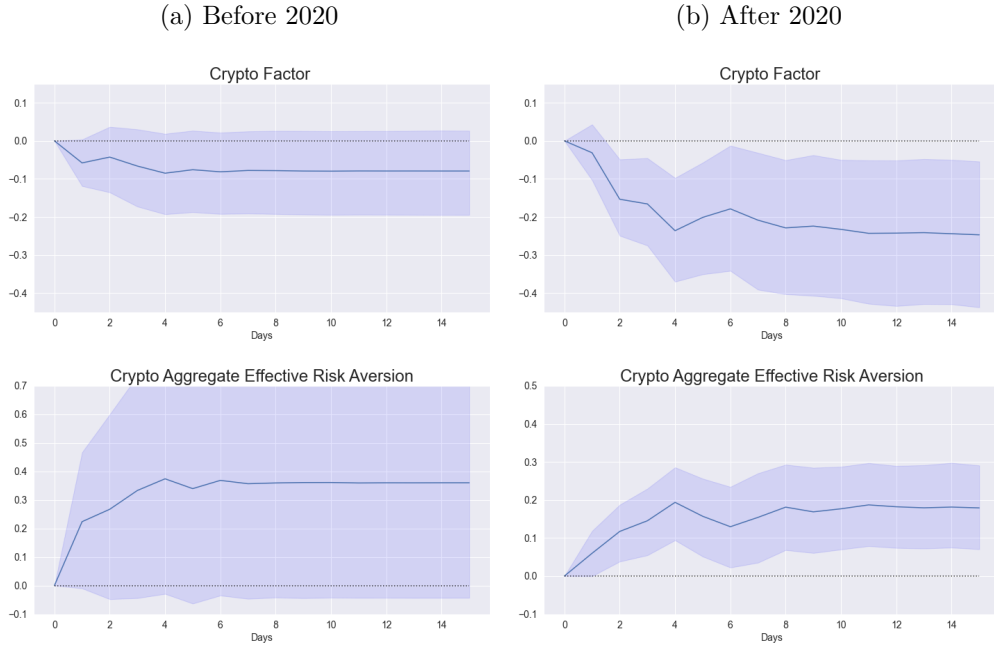 (a) Before 2020
(b) After 2020
Crypto Factor
0.1
0.0
−0.1
−0.2
−0.3
−0.4
0 2 4 6 8 10 12 14
Days
Crypto Factor
0.1
0.0
−0.1
−0.2
−0.3
−0.4
0 2 4 6 8 10 12 14
Days
Crypto Aggregate Effective Risk Aversion
0.7
0.6
0.5
0.4
0.3
0.2
0.1
0.0
−0.1
0 2 4 6 8 10 12 14
Days
Crypto Aggregate Effective Risk Aversion
0.5
0.4
0.3
0.2
0.1
0.0
−0.1
0 2 4 6 8 10 12 14
Days